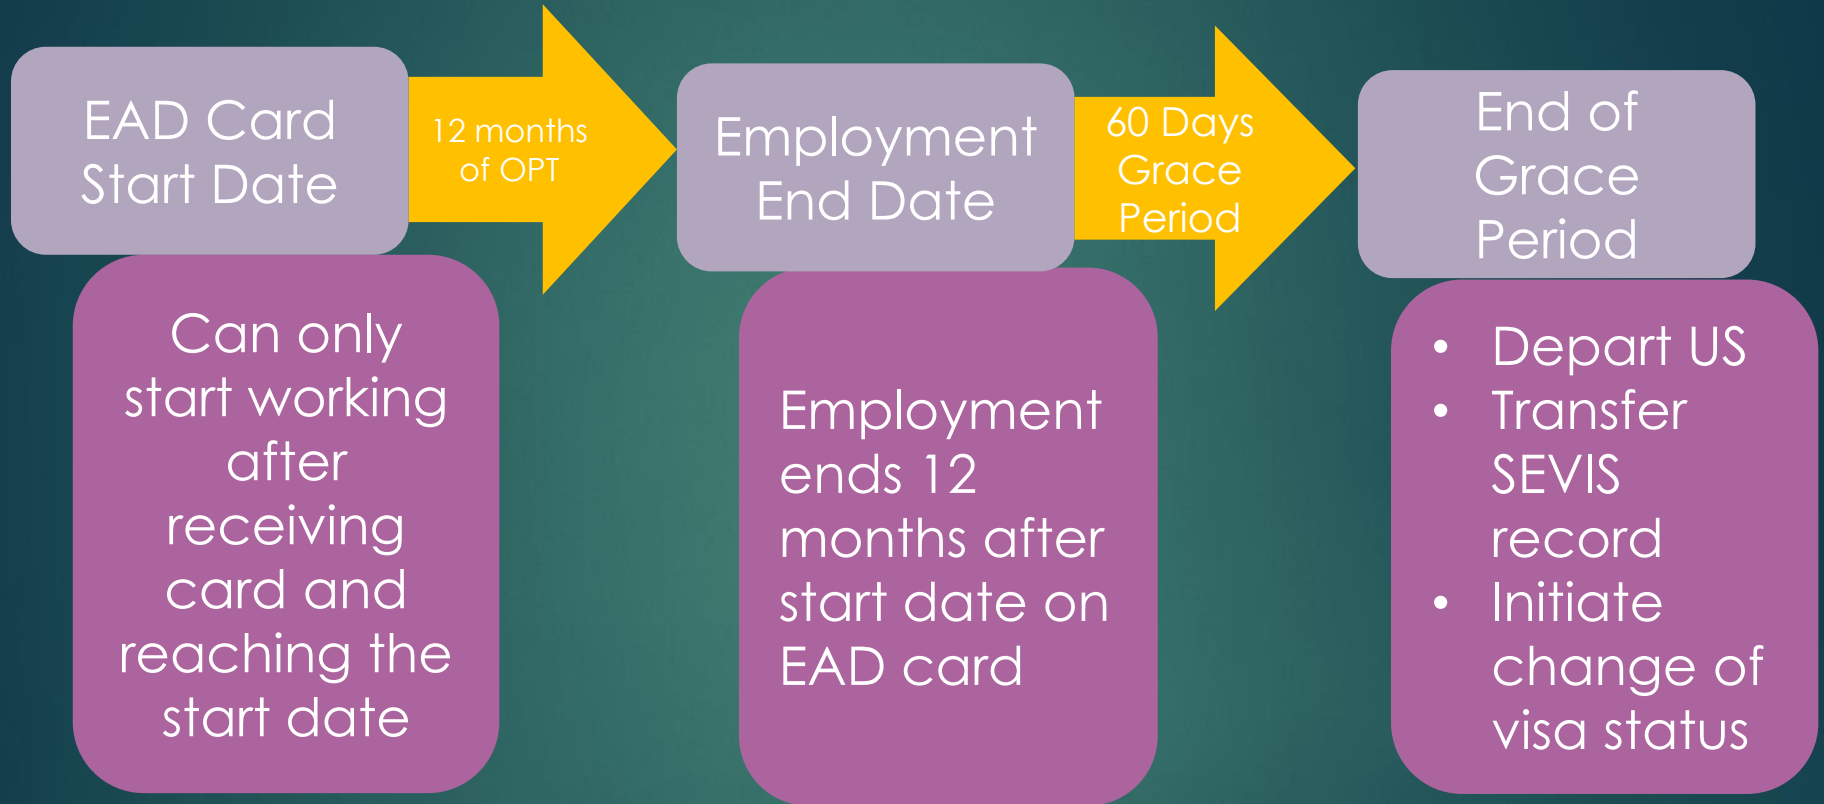 EAD Card
Start Date
12 months
of OPT
Employment
End Date
60 Days
Grace
Period
End of
Grace
Period
Can only
start working
after
receiving
card and
reaching the
start date
Employment
ends 12
months after
start date on
EAD card
• Depart US
• Transfer
SEVIS
record
• Initiate
change of
visa status